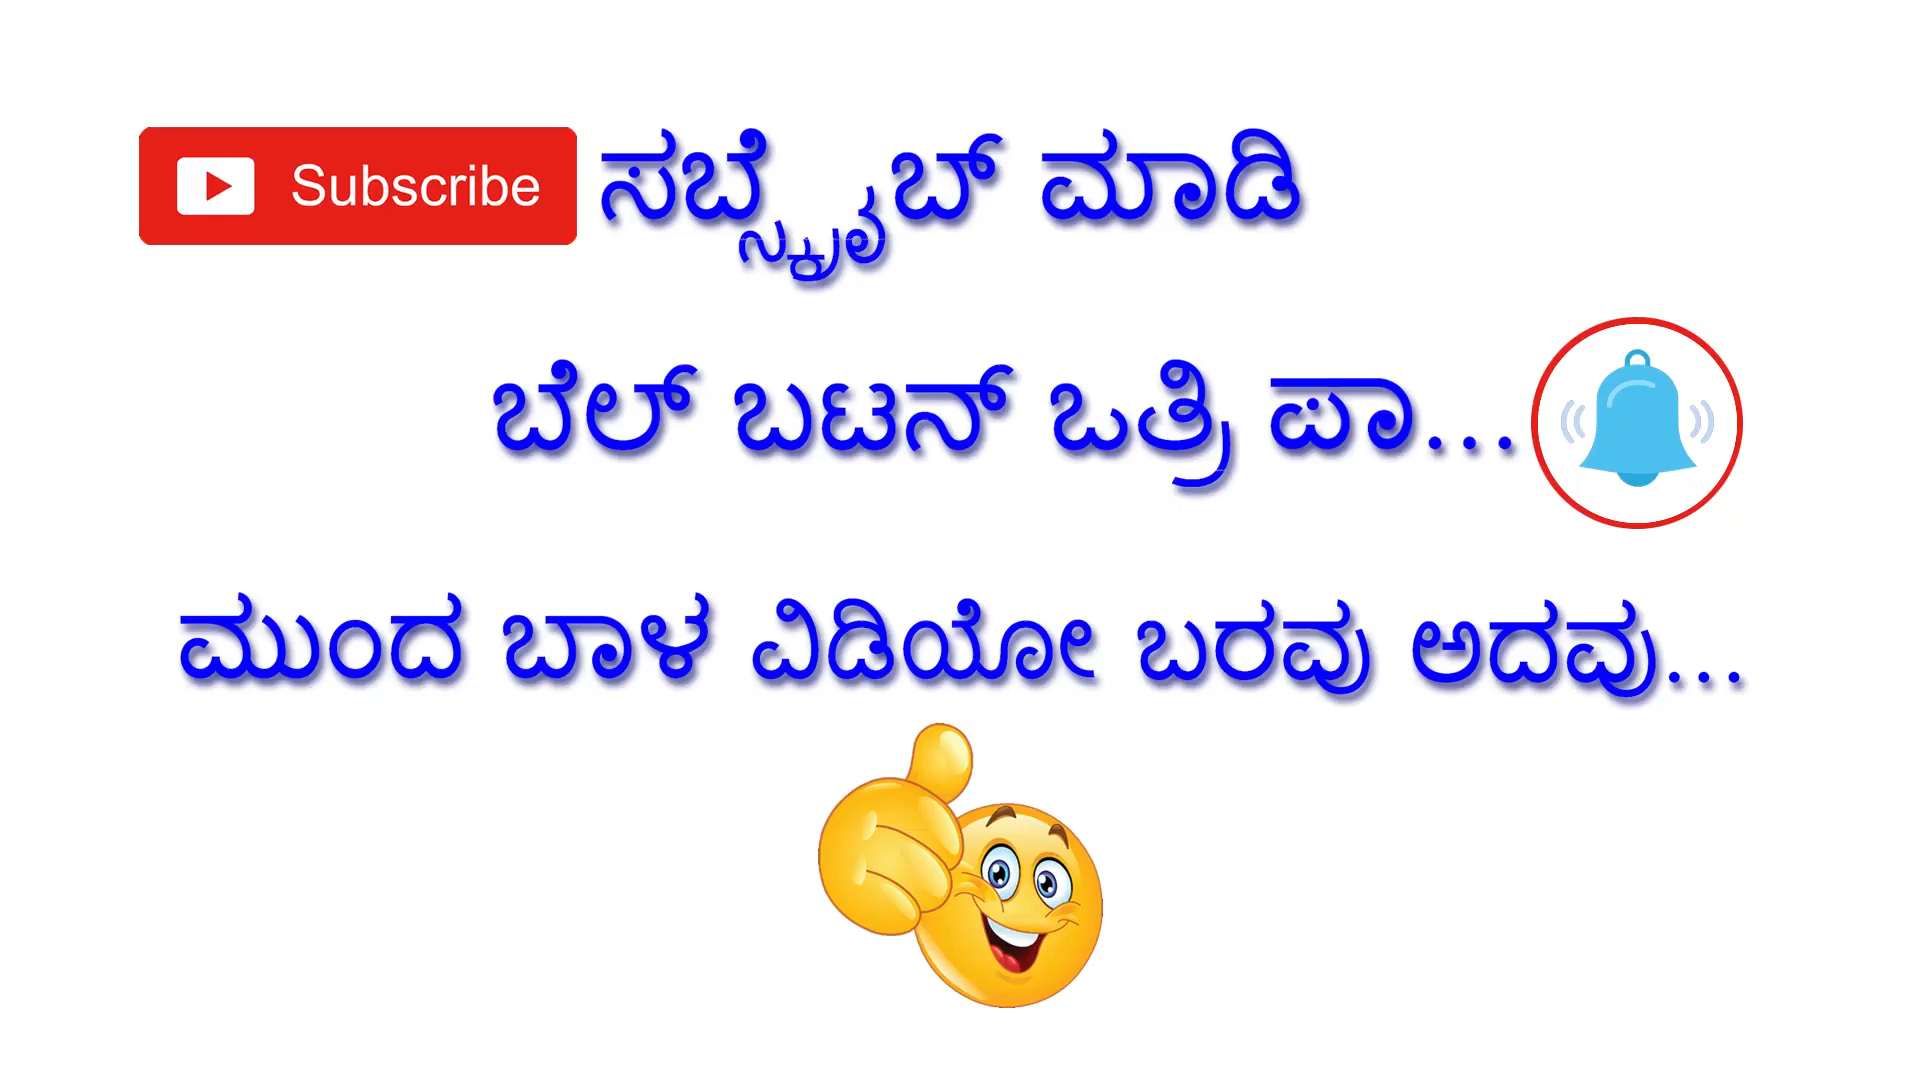 Subscribe ಸಬ್ಸ್ಕ್ರೈಬ್ ಮಾಡಿ
ಬೆಲ್ ಬಟನ್ ಒತ್ರಿ ಪಾ...
ಮುಂದ ಬಾಳ ವಿಡಿಯೋ ಬರವು ಅದವು...